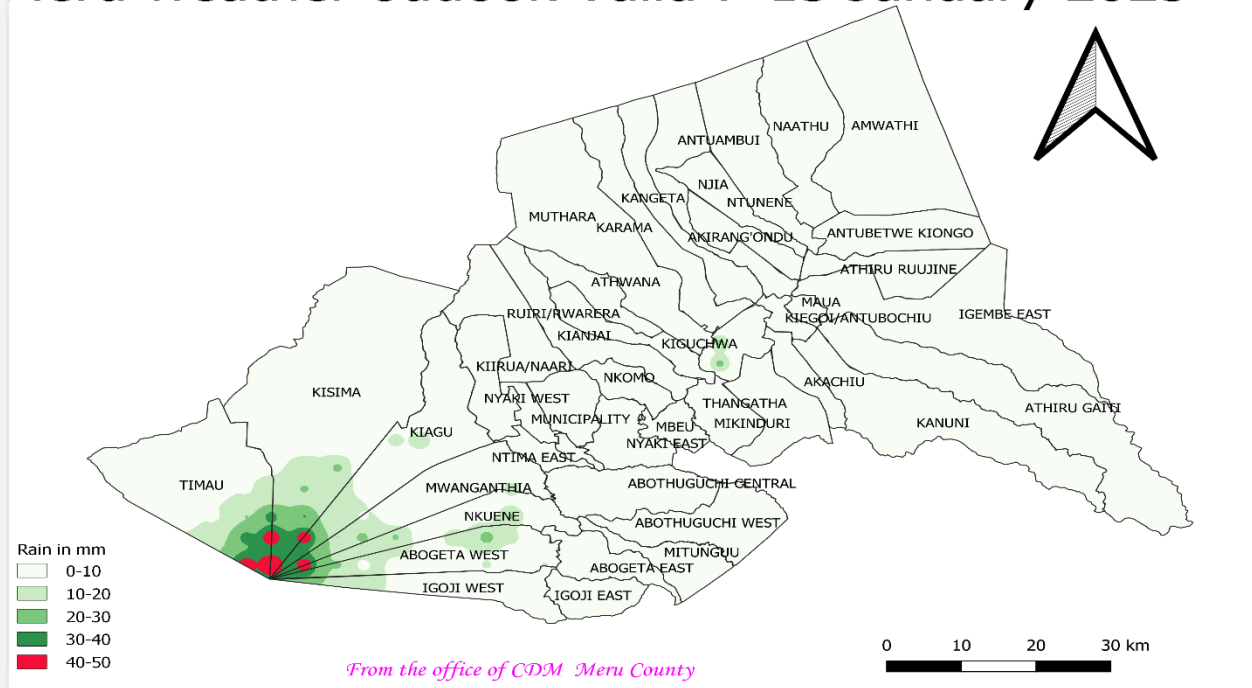 Weather Outlook valid January
NAATHU
AMWATHI
ANTUAMBUI
NJIA
KANGETA
NTUNENE
MUTHARA
KARAMA
AKIRANG'ONDU
ANTUBETWE KIONGO
ATHIRU RUUJINE
ATHWANA
MAUA
RUIRI/RWARERA
KIEGOI/ANTUBOCHIU
IGEMBE EAST
KIANJAI
KIGUCHWA
KIIRUA/NAARI
NKOMO
AKACHIU
KISIMA
NYAKI WEST
THANGATHA
ATHIRU GAITI
MUNICIPALITY
MBEU
MIKINDURI
KANUNI
KIAGU
NYAKI EAST
NTIMA EAST
TIMAU
MWANGANTHIA
ABOTHUGUCHI CENTRAL
NKUENE
ABOTHUGUCHI WEST
ABOGETA WEST
MITUNGUU
ABOGETA EAST
IGOJI WEST
IGOJI EAST
Rain in mm
0-10
10-20
20-30
30-40
40-50
0 10 20 30 km
From the office of CDM Meru County